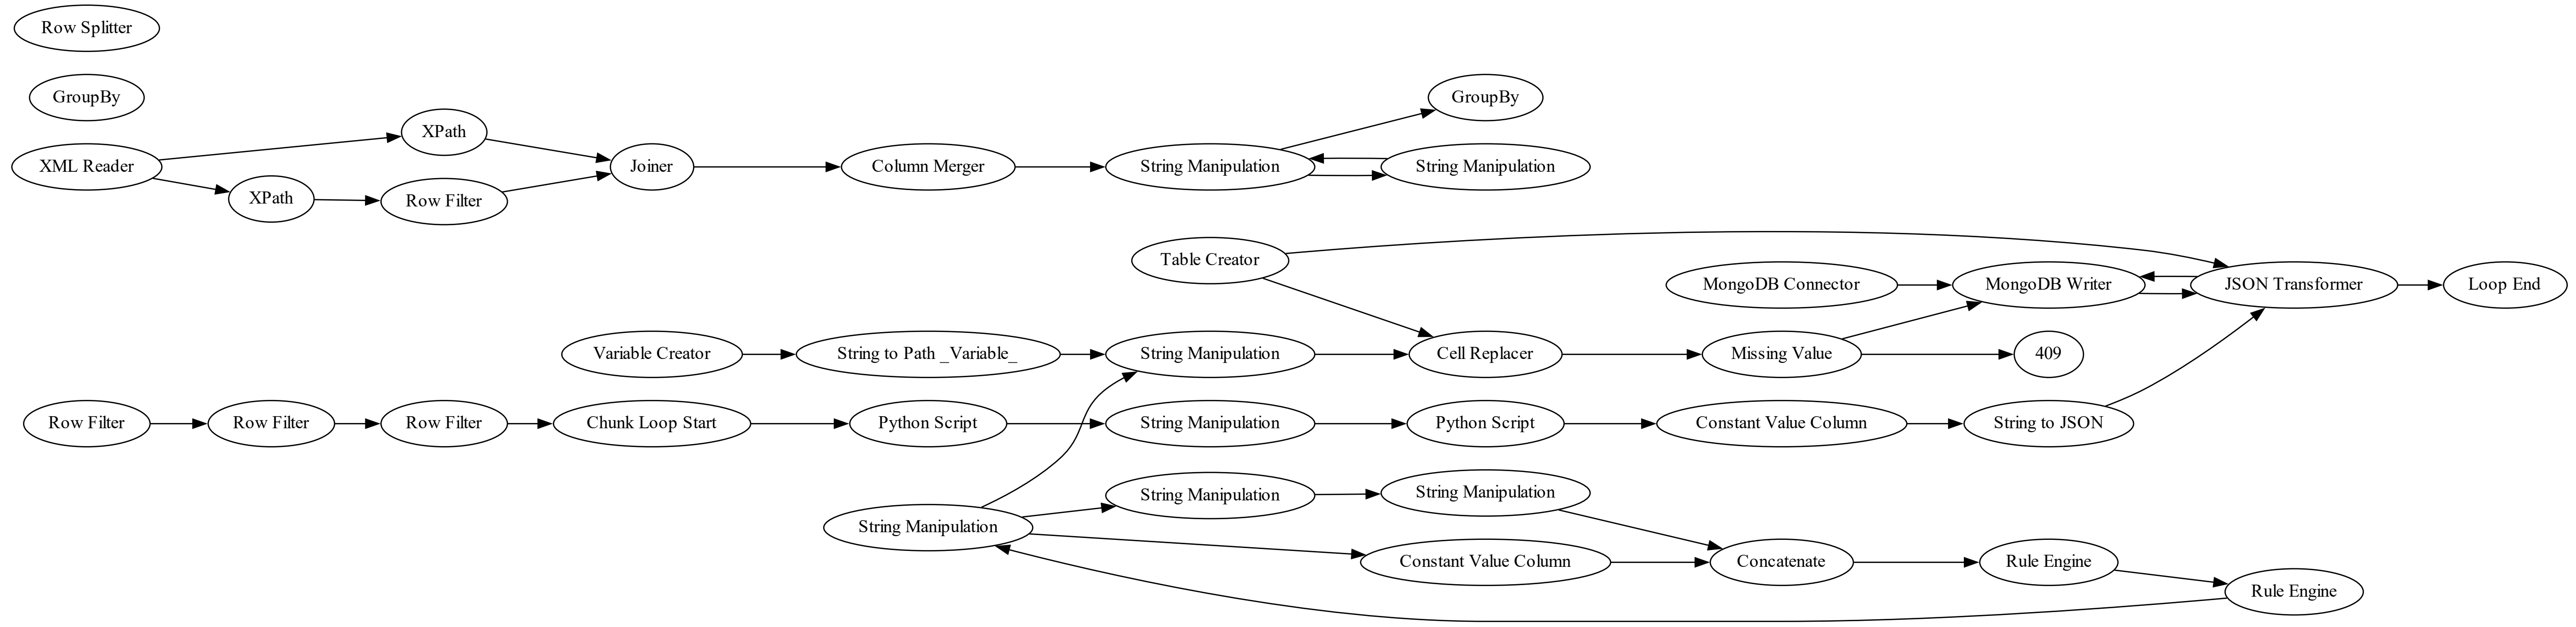 Row Splitter
GroupBy
GroupBy
XPath
XML Reader
Joiner
Column Merger
String Manipulation
String Manipulation
XPath
Row Filter
Table Creator
MongoDB Connector
MongoDB Writer
JSON Transformer
Loop End
Variable Creator
String to Path _Variable_
String Manipulation
Cell Replacer
Missing Value
409
Row Filter
Row Filter
Row Filter
Chunk Loop Start
Python Script
String Manipulation
Python Script
Constant Value Column
String to JSON
String Manipulation
String Manipulation
String Manipulation
Constant Value Column
Concatenate
Rule Engine
Rule Engine